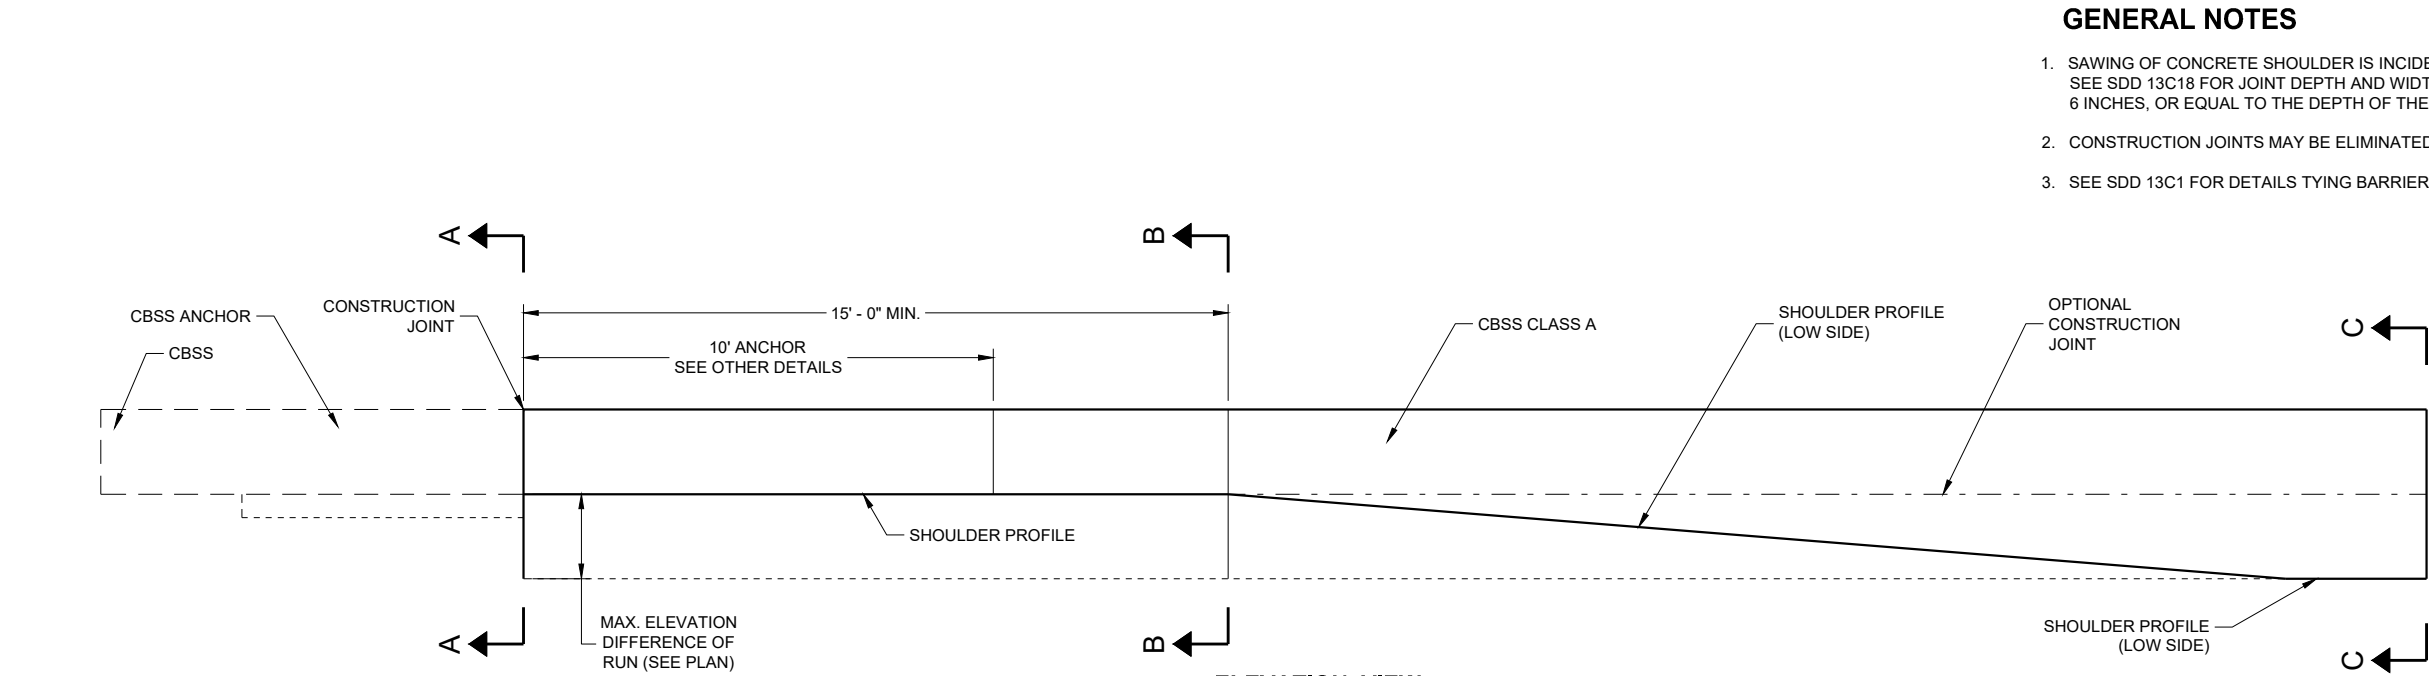 GENERAL NOTES
1. SAWING OF CONCRETE SHOULDER IS
SEE SDD 13C18 FOR JOINT DEPTH AND
6 INCHES, OR EQUAL TO THE DEPTH OF THE
2. CONSTRUCTION JOINTS MAY BE ELIMINATED
3. SEE SDD 13C1 FOR DETAILS TYING BARRIER
A
B
CBSS ANCHOR
CBSS
CONSTRUCTION
JOINT
15' - 0" MIN.
10' ANCHOR
SEE OTHER DETAILS
CBSS CLASS A
SHOULDER PROFILE
(LOW SIDE)
OPTIONAL
CONSTRUCTION
JOINT
C
SHOULDER PROFILE
MAX. ELEVATION
DIFFERENCE OF
RUN (SEE PLAN)
A
B
SHOULDER PROFILE
(LOW SIDE)
C